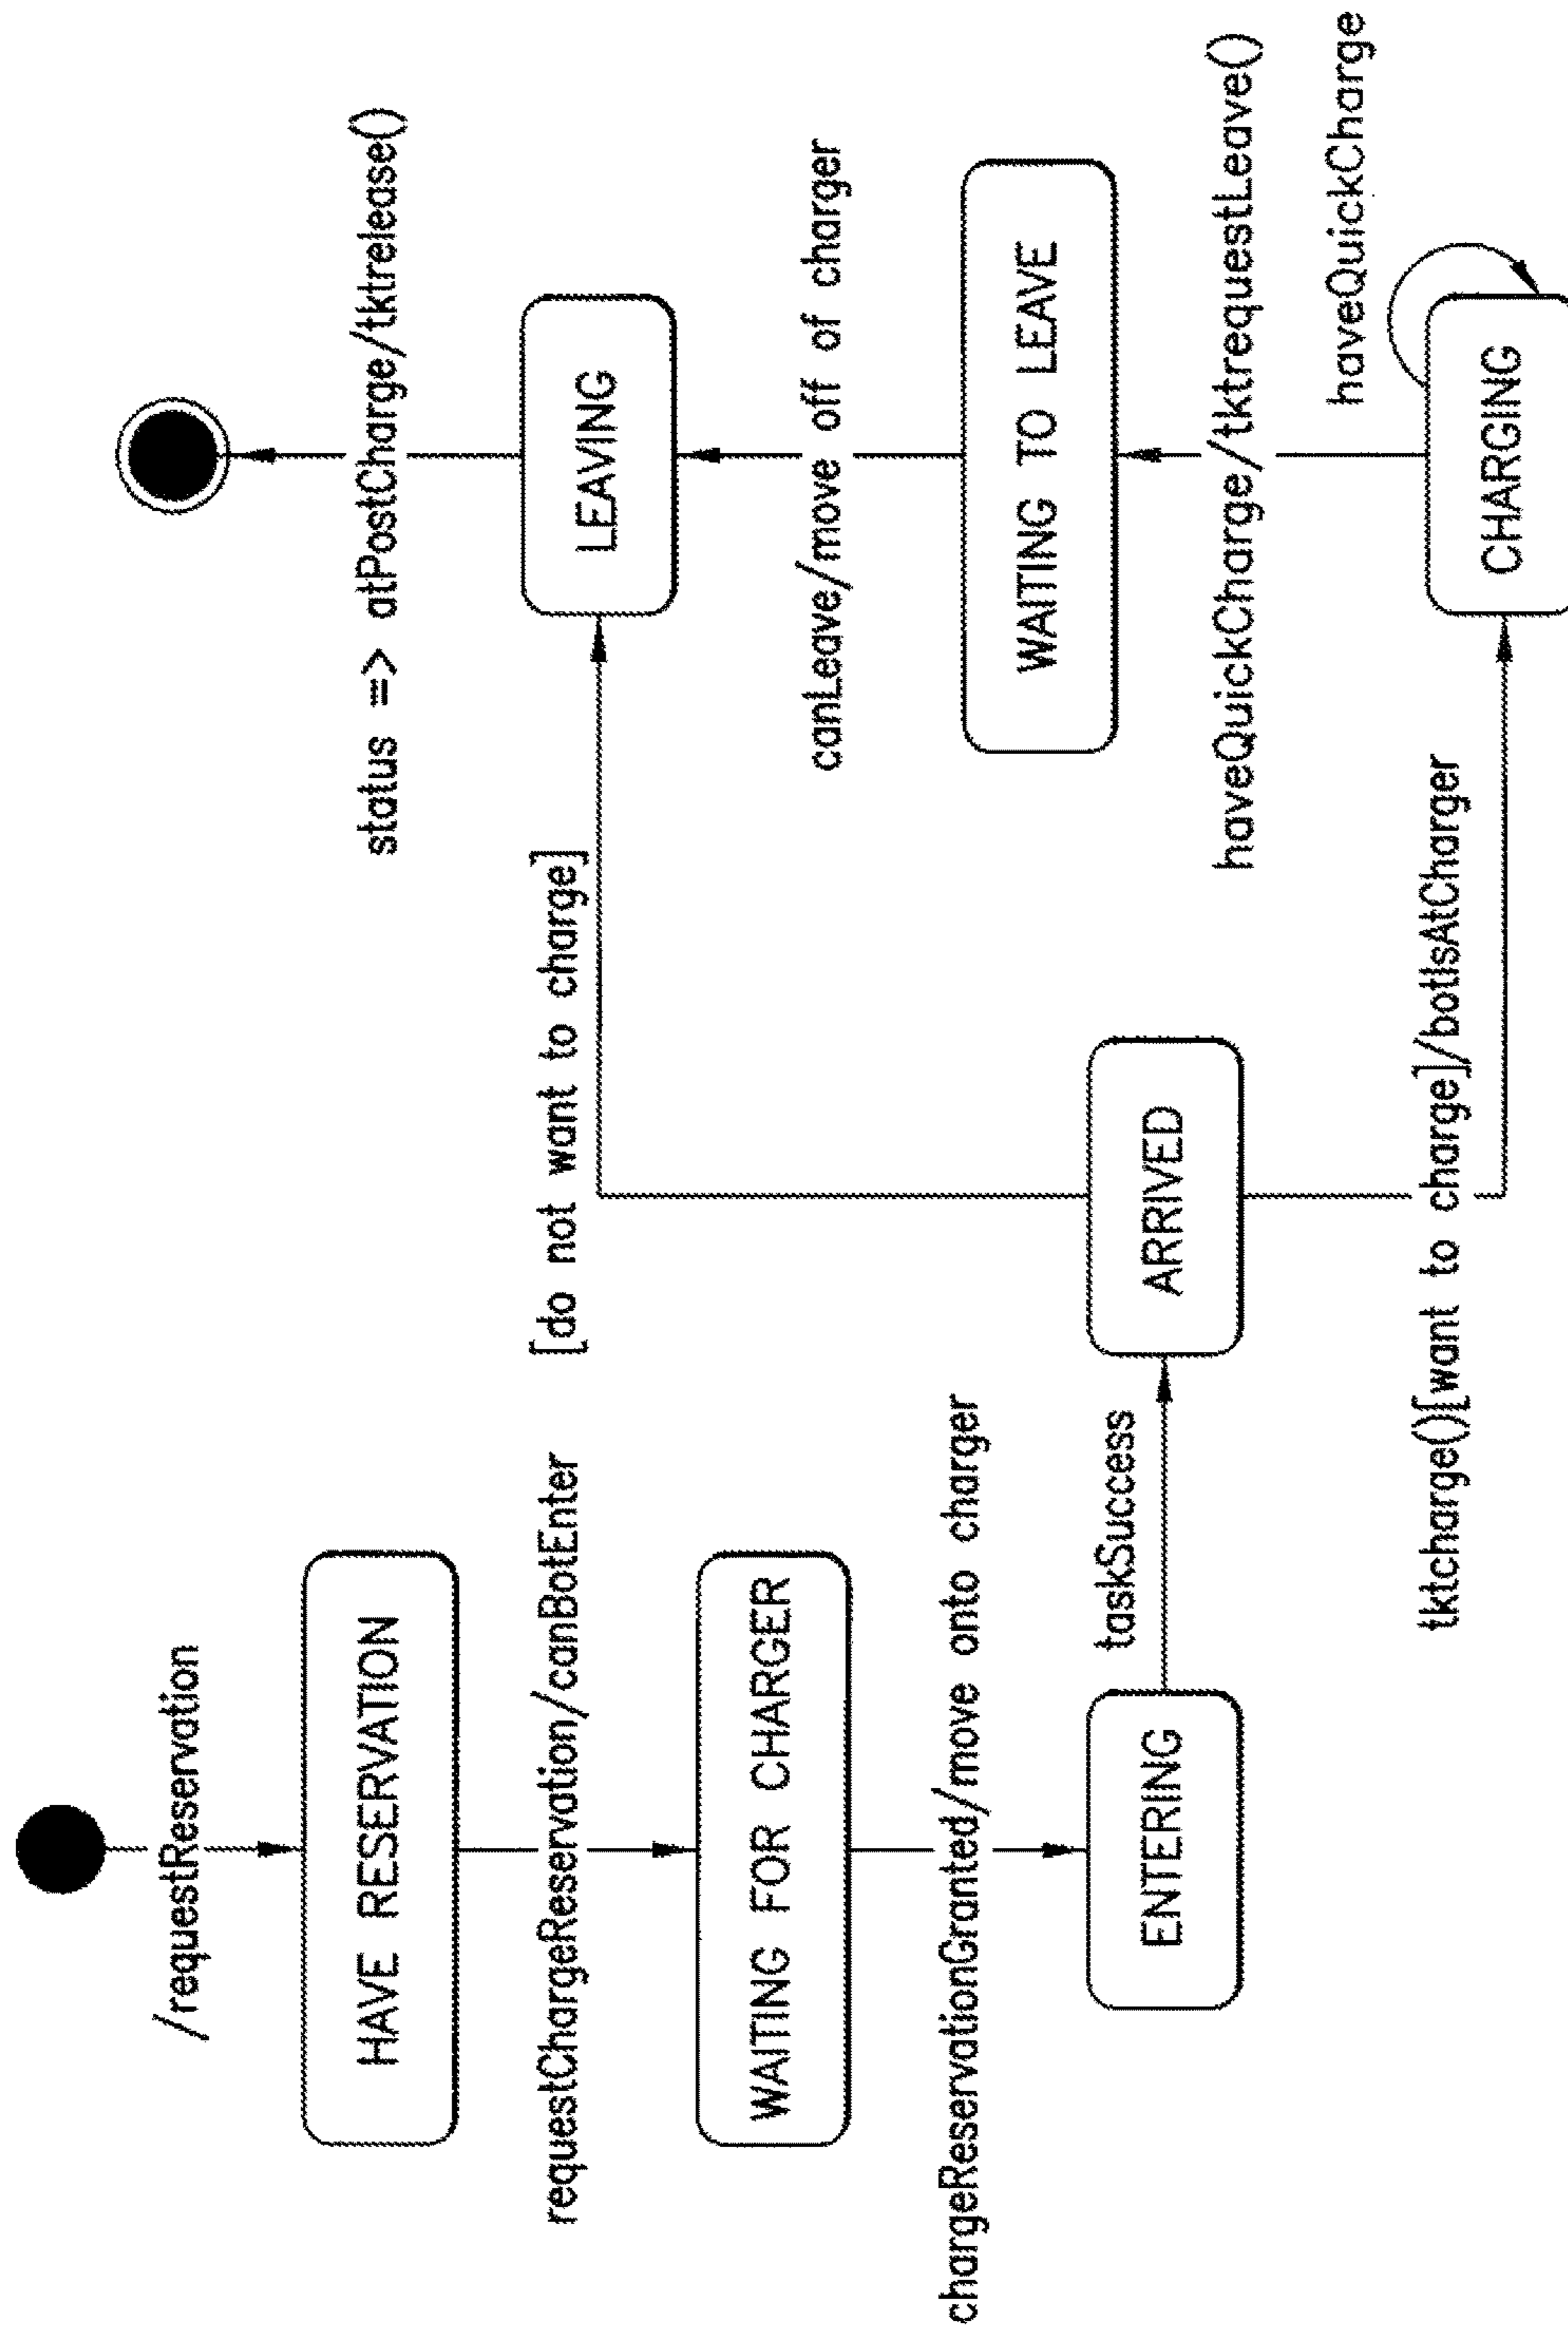 /requestReservation
HAVE RESERVATION
requestChargeReservation/canBotEnter
WAITING FOR CHARGER
chargeReservationGranted/move onto charger
ENTERING
taskSuccess
ARRIVED
[do not want to charge]
tktcharge()[want to charge]/botIsAtCharger
status => atPostCharge/tktrelease()
LEAVING
canLeave/move off of charger
WAITING TO LEAVE
haveQuickCharge/tktrequestLeave()
haveQuickCharge
CHARGING